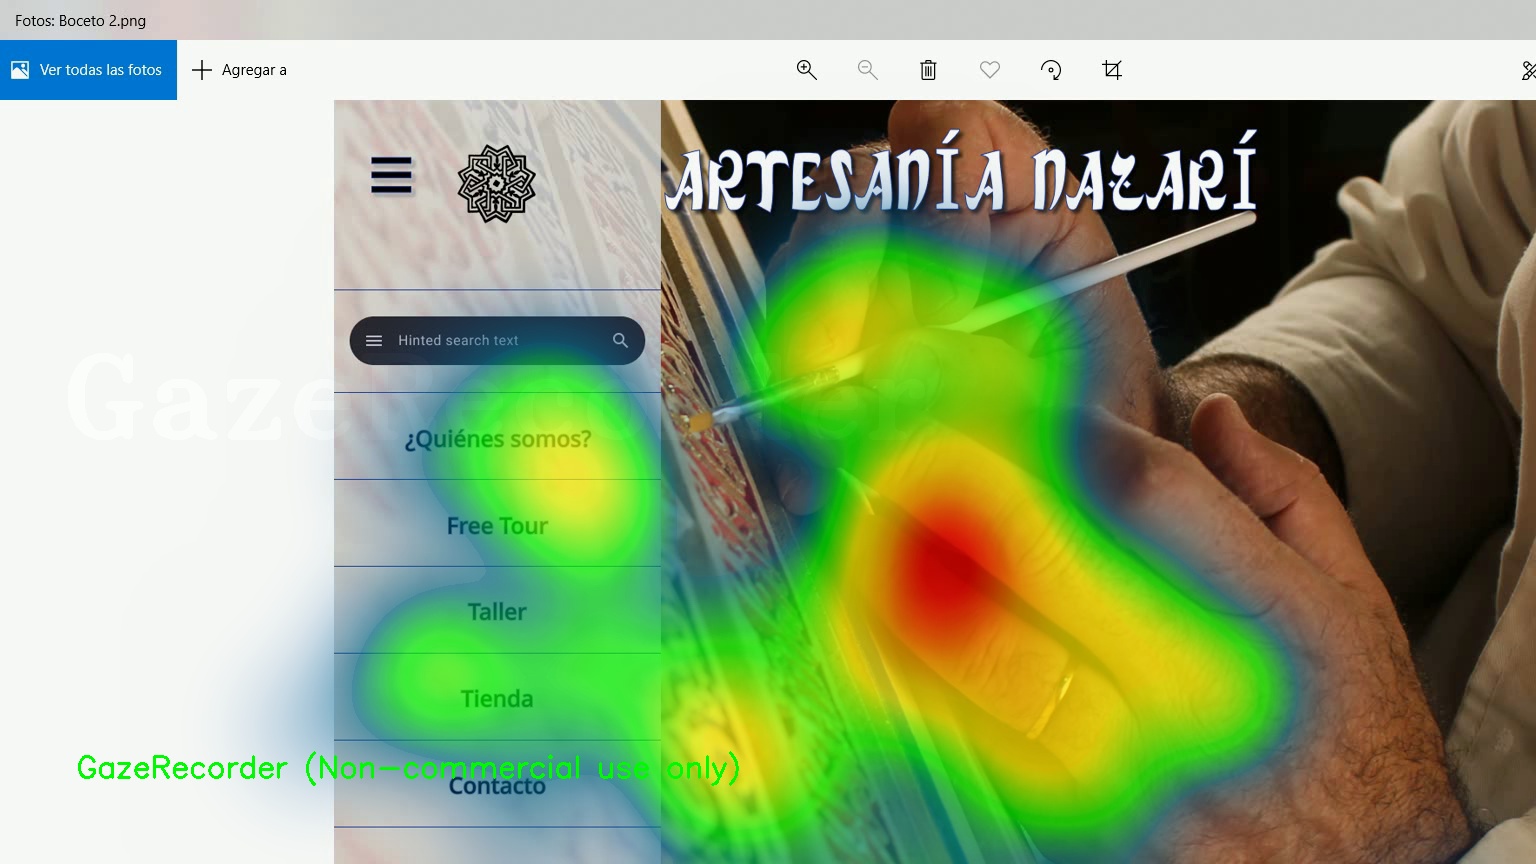 Fotos: Boceto 2.png
Ver todas las fotos
Agregar a
ARTESANÍA NAZARÍ
Hinted search text
GazeRecorder
¿Quiénes somos?
Free Tour
Taller
Tienda
GazeRecorder (Non-commercial use only)
Contacto